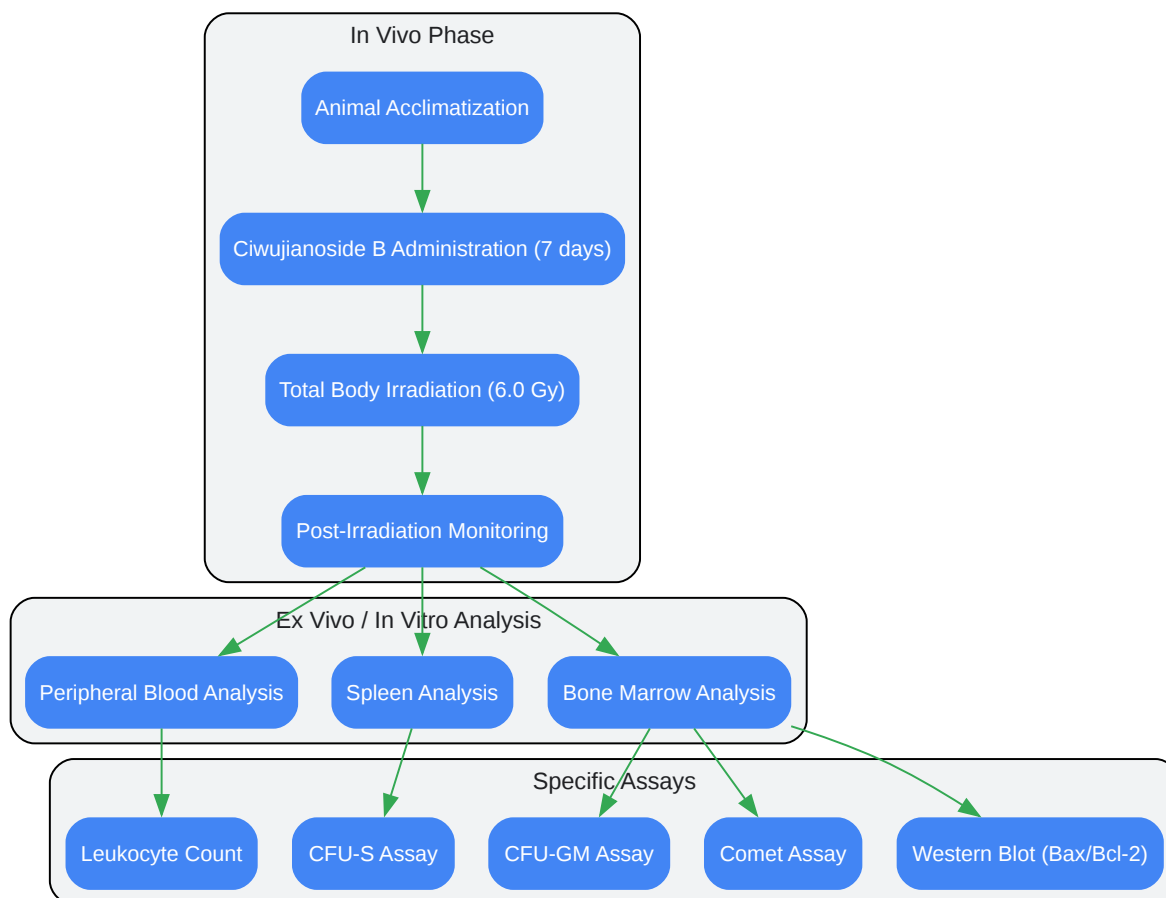 In Vivo Phase
Animal Acclimatization
Ciwujianoside B Administration (7 days)
Total Body Irradiation (6.0 Gy)
Post-Irradiation Monitoring
Ex Vivo / In Vitro Analysis
Peripheral Blood Analysis
Spleen Analysis
Bone Marrow Analysis
Specific Assays
Leukocyte Count
CFU-S Assay
CFU-GM Assay
Comet Assay
Western Blot (Bax/Bcl-2)